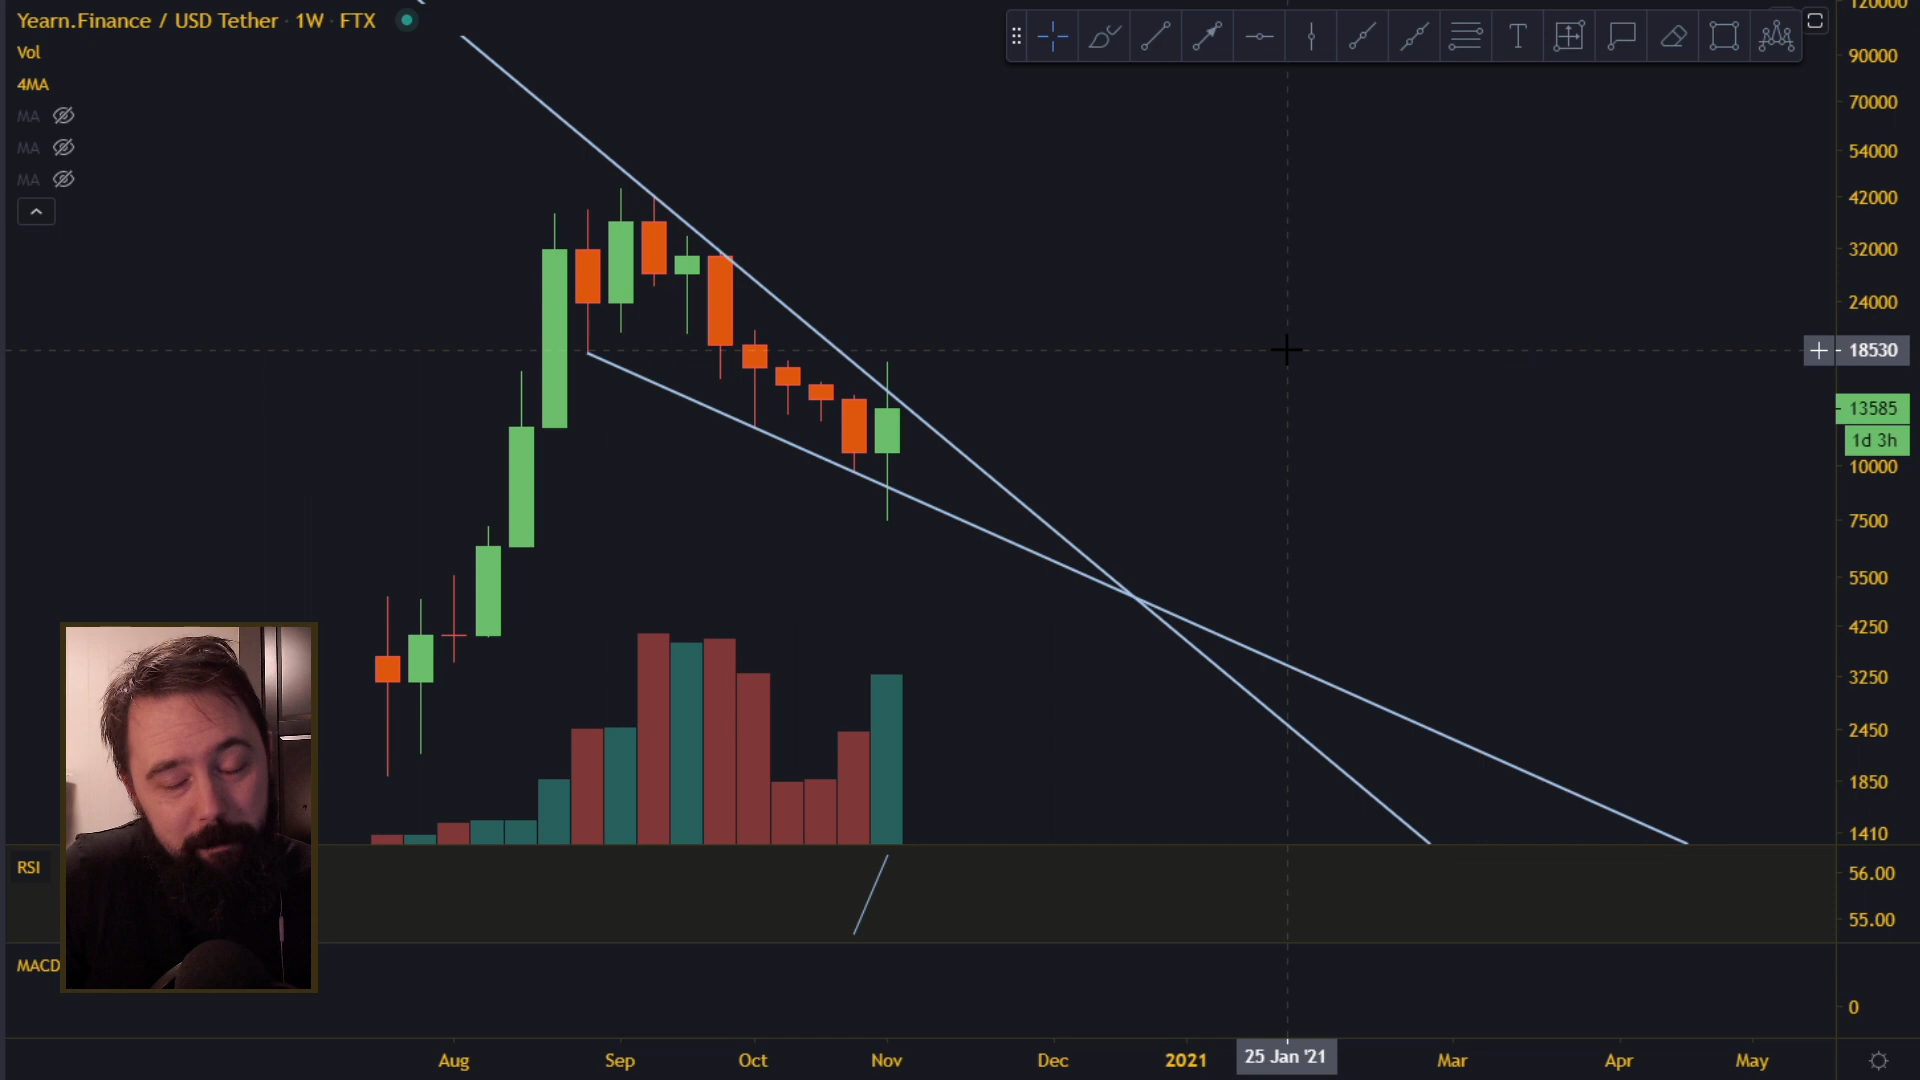 Yearn.Finance / USD Tether · 1W · FTX
Vol
4MA
MA
MA
MA
T
120000
90000
70000
54000
42000
32000
24000
18530
13585
1d 3h
10000
7500
5500
4250
3250
2450
1850
1410
RSI
56.00
55.00
MACD
0
Aug
Sep
Oct
Nov
Dec
2021
25 Jan '21
Mar
Apr
May